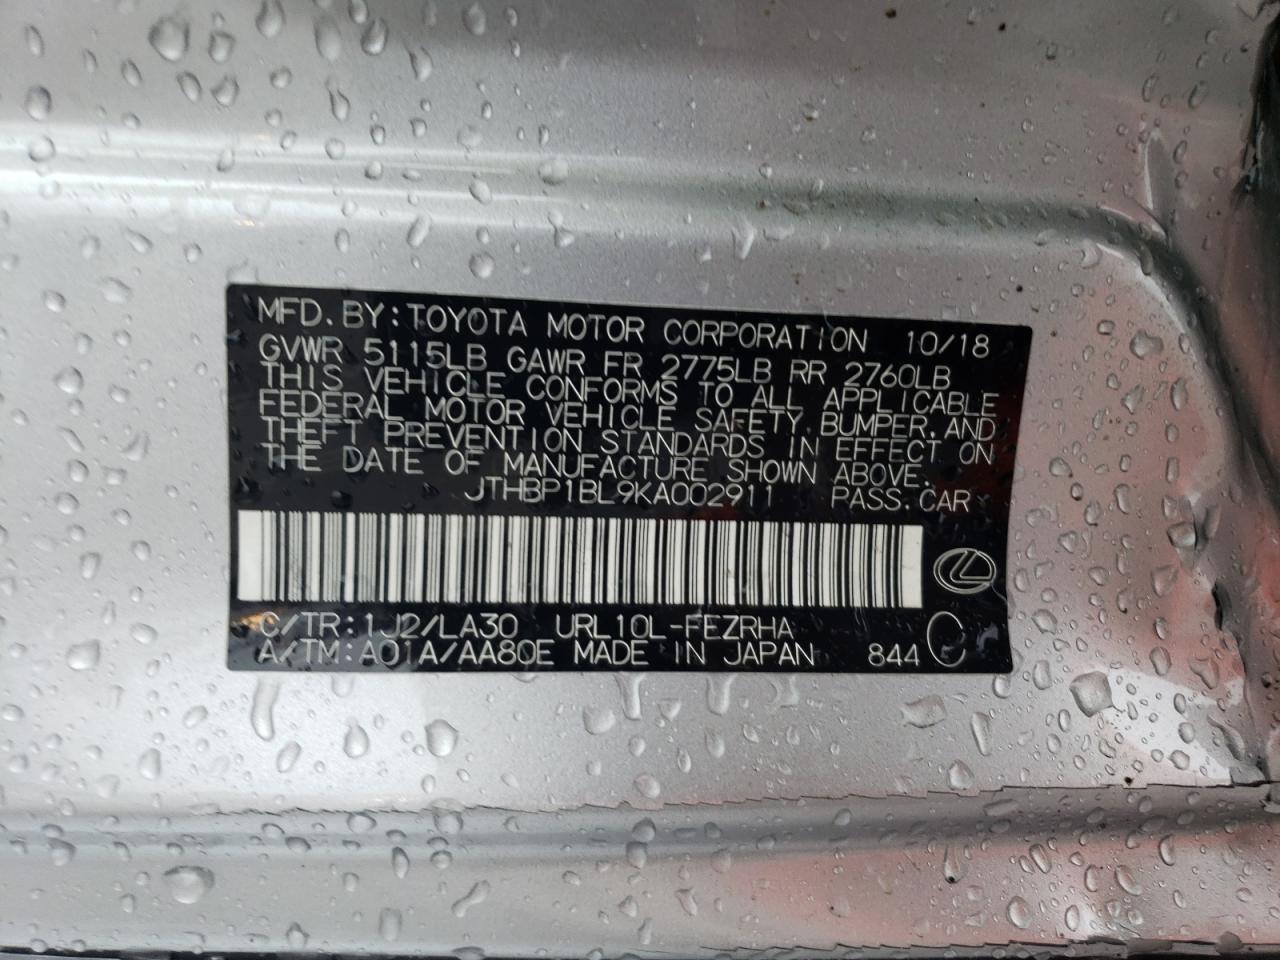 MFD. BY: TOYOTA MOTOR CORPORATION 10/18
GVWR 5115LB GAWR FR 2775LB RR 2760LB
THIS VEHICLE CONFORMS TO ALL APPLICABLE
FEDERAL MOTOR VEHICLE SAFETY, BUMPER, AND
THEFT PREVENTION STANDARDS IN EFFECT ON
THE DATE OF MANUFACTURE SHOWN ABOVE.
JTHBP1BL9KA002911 PASS. CAR
C/TR: 1J2/LA30 URL10L-FEZRHA
A/TM: A01A/AA80E MADE IN JAPAN 844 C